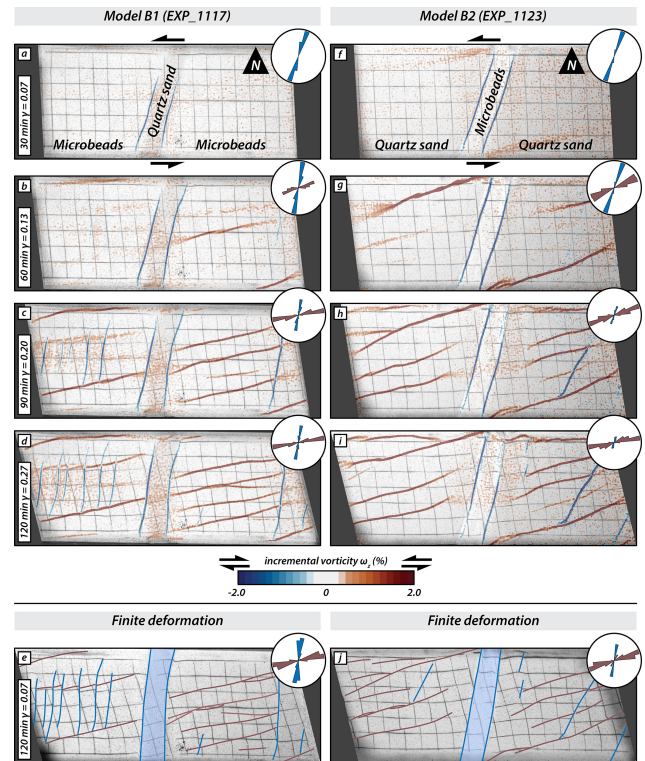 Model B1 (EXP_1117)
Model B2 (EXP_1123)
a
30 min γ = 0.07
Microbeads
Quartz sand
Microbeads
N
f
Quartz sand
Microbeads
Quartz sand
N
b
60 min γ = 0.13
g
c
90 min γ = 0.20
h
d
120 min γ = 0.27
i
incremental vorticity ωz (%)
-2.0
0
2.0
Finite deformation
Finite deformation
e
120 min γ = 0.07
j